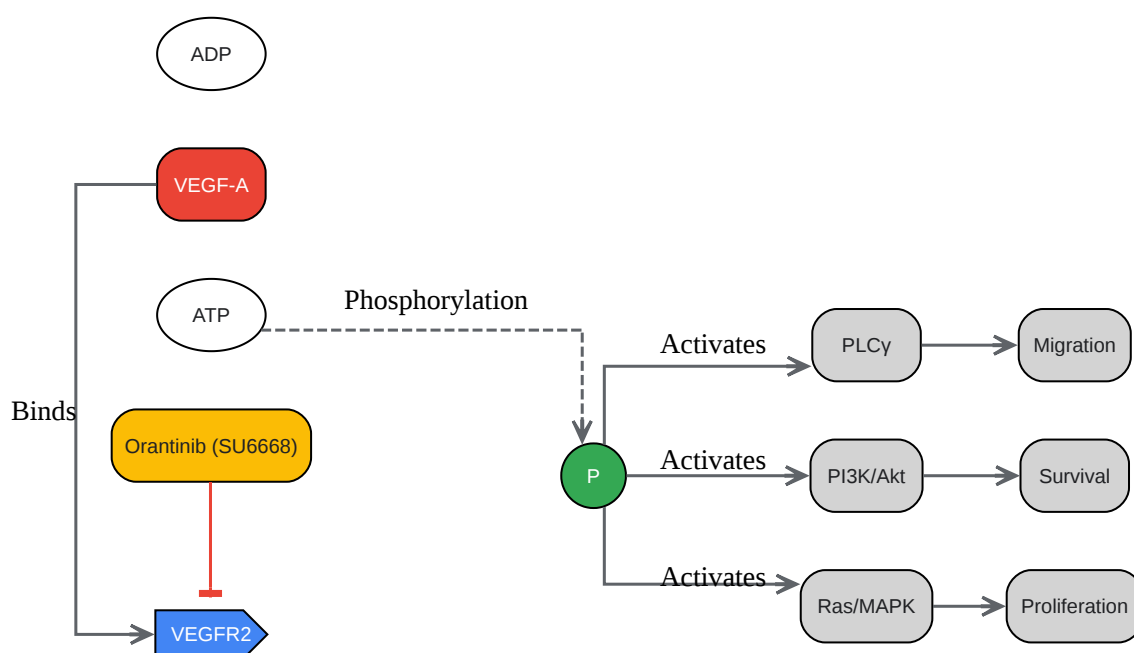 ADP
VEGF-A
ATP
Phosphorylation
Activates
PLCγ
Migration
Binds
Orantinib (SU6668)
P
Activates
PI3K/Akt
Survival
Activates
Ras/MAPK
Proliferation
VEGFR2